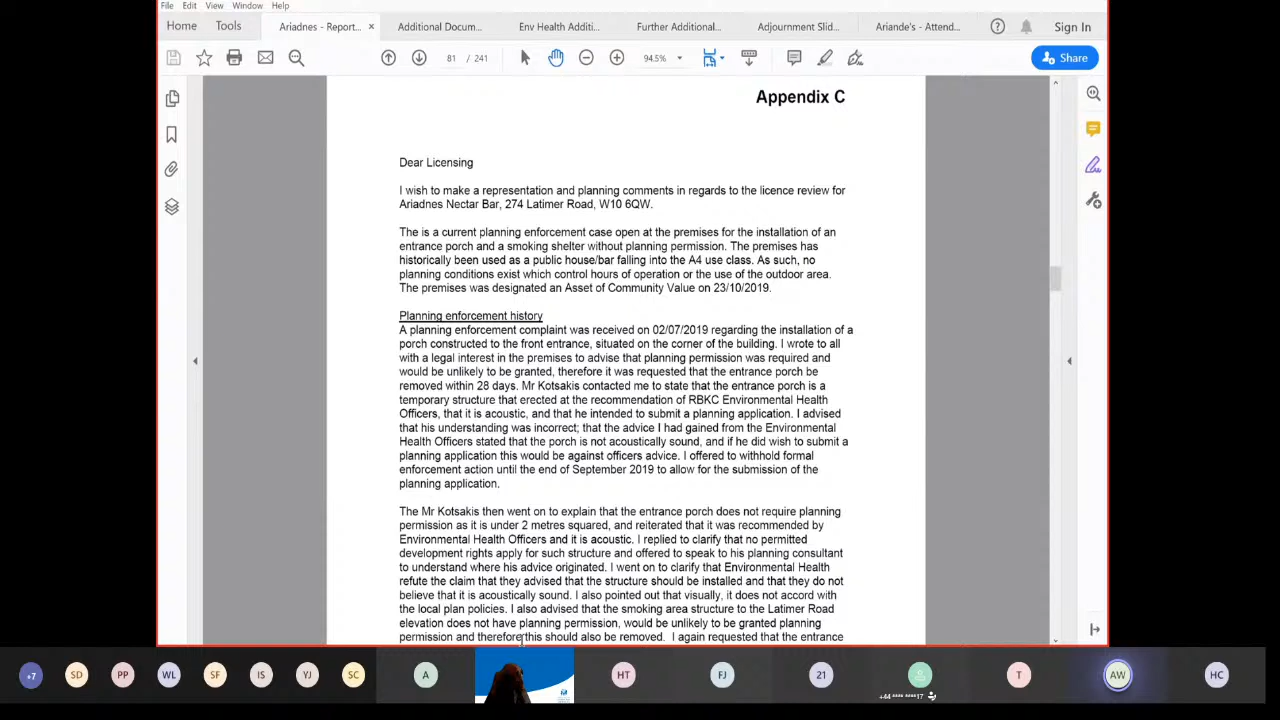 File Edit View Window Help
Home Tools Ariadnes - Report... × Additional Docum... Env Health Additi... Further Additional... Adjournment Slid... Ariande's - Attend... Sign In
81 / 241 94.5% Share
Appendix C
Dear Licensing
I wish to make a representation and planning comments in regards to the licence review for
Ariadnes Nectar Bar, 274 Latimer Road, W10 6QW.
The is a current planning enforcement case open at the premises for the installation of an
entrance porch and a smoking shelter without planning permission. The premises has
historically been used as a public house/bar falling into the A4 use class. As such, no
planning conditions exist which control hours of operation or the use of the outdoor area.
The premises was designated an Asset of Community Value on 23/10/2019.
Planning enforcement history
A planning enforcement complaint was received on 02/07/2019 regarding the installation of a
porch constructed to the front entrance, situated on the corner of the building. I wrote to all
with a legal interest in the premises to advise that planning permission was required and
would be unlikely to be granted, therefore it was requested that the entrance porch be
removed within 28 days. Mr Kotsakis contacted me to state that the entrance porch is a
temporary structure that erected at the recommendation of RBKC Environmental Health
Officers, that it is acoustic, and that he intended to submit a planning application. I advised
that his understanding was incorrect; that the advice I had gained from the Environmental
Health Officers stated that the porch is not acoustically sound, and if he did wish to submit a
planning application this would be against officers advice. I offered to withhold formal
enforcement action until the end of September 2019 to allow for the submission of the
planning application.
The Mr Kotsakis then went on to explain that the entrance porch does not require planning
permission as it is under 2 metres squared, and reiterated that it was recommended by
Environmental Health Officers and it is acoustic. I replied to clarify that no permitted
development rights apply for such structure and offered to speak to his planning consultant
to understand where his advice originated. I went on to clarify that Environmental Health
refute the claim that they advised that the structure should be installed and that they do not
believe that it is acoustically sound. I also pointed out that visually, it does not accord with
the local plan policies. I also advised that the smoking area structure to the Latimer Road
elevation does not have planning permission, would be unlikely to be granted planning
permission and therefore this should also be removed. I again requested that the entrance
+7 SD PP WL SF IS YJ SC A HT FJ 21 T AW HC
+44 **** ****17